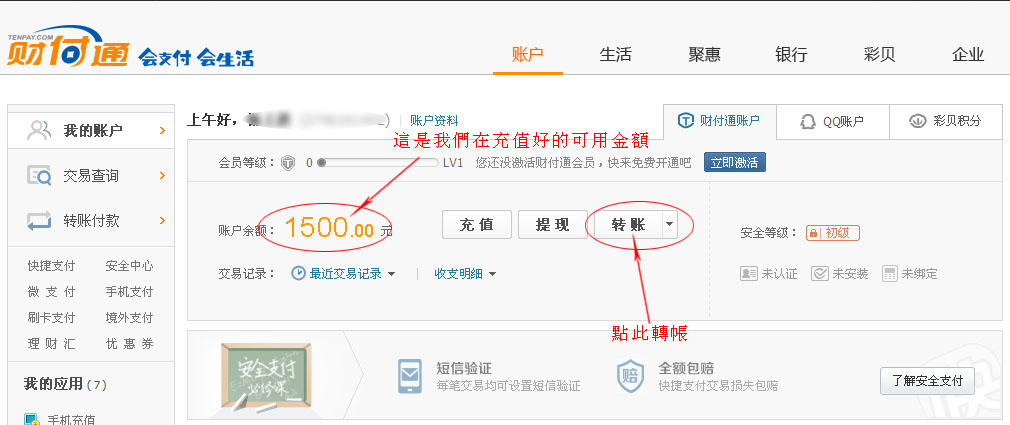 TENPAY.COM
财付通 会支付 会生活
账户 生活 聚惠 银行 彩贝 企业
我的账户
交易查询
转账付款
快捷支付 安全中心
微 支 付 手机支付
刷卡支付 境外支付
理 财 汇 优 惠 券
我的应用 (7)
手机充值
上午好， 账户资料
財付通账户 QQ账户 彩贝积分
這是我們在充值好的可用金額
会员等级： 0 LV1 您还没激活财付通会员，快来免费开通吧 立即激活
账户余额： 1500.00 元 充 值 提 现 转 账
安全等级： 初级
交易记录： 最近交易记录 收支明细
未认证 未安装 未绑定
點此轉帳
安全支付
必修课
短信验证
每笔交易均可设置短信验证
赔
全额包赔
快捷支付交易损失包赔
了解安全支付